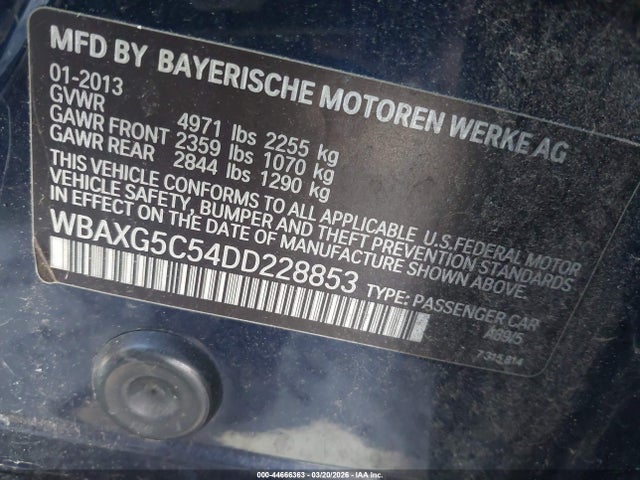 MFD BY BAYERISCHE MOTOREN WERKE AG
01-2013
GVWR 4971 lbs 2255 kg
GAWR FRONT 2359 lbs 1070 kg
GAWR REAR 2844 lbs 1290 kg
THIS VEHICLE CONFORMS TO ALL APPLICABLE U.S.FEDERAL MOTOR
VEHICLE SAFETY, BUMPER AND THEFT PREVENTION STANDARDS
IN EFFECT ON THE DATE OF MANUFACTURE SHOWN ABOVE.
WBAXG5C54DD228853
TYPE: PASSENGER CAR
7 315 814
000-44666363 - 03/20/2026 - IAA Inc.